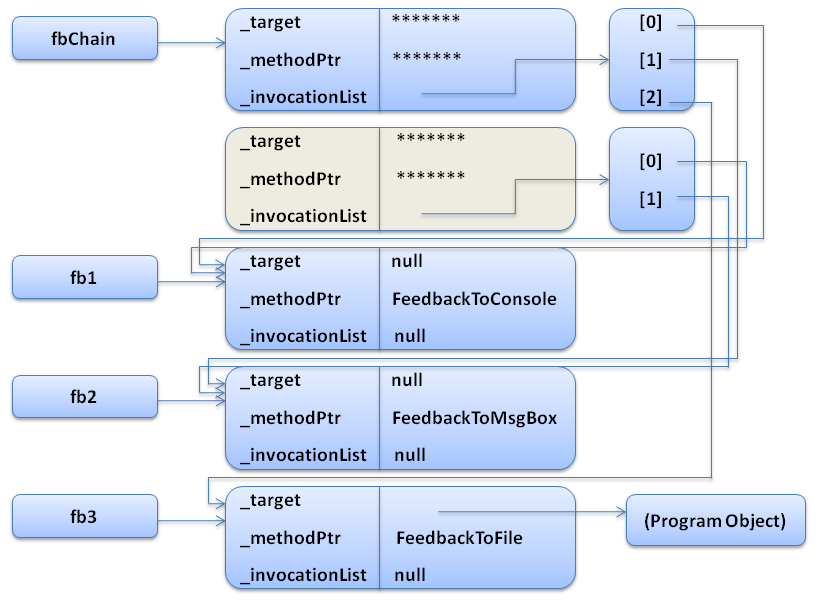 fbChain
_target *******
_methodPtr *******
_invocationList
[0]
[1]
[2]
_target *******
_methodPtr *******
_invocationList
[0]
[1]
fb1
_target null
_methodPtr FeedbackToConsole
_invocationList null
fb2
_target null
_methodPtr FeedbackToMsgBox
_invocationList null
fb3
_target
_methodPtr FeedbackToFile
_invocationList null
(Program Object)